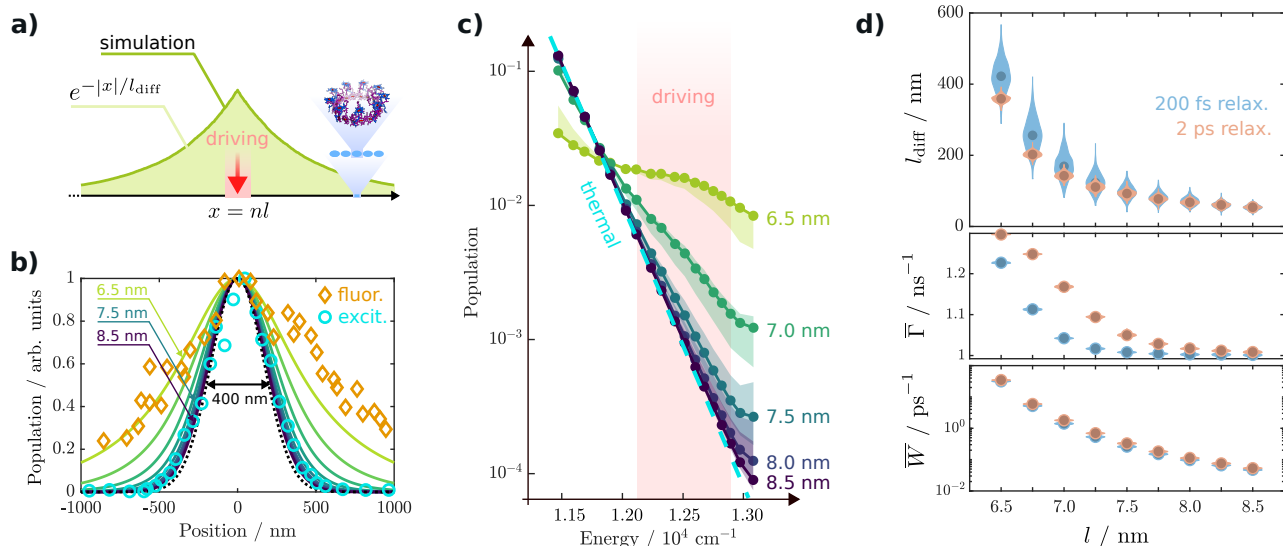 a)
simulation
e^{-|x|/l_diff}
driving
x = nl
b)
Population / arb. units
1
0.8
0.6
0.4
0.2
0
6.5 nm
7.5 nm
8.5 nm
fluor.
excit.
400 nm
-1000
-500
0
500
1000
Position / nm
c)
Population
10^{-1}
10^{-2}
10^{-3}
10^{-4}
driving
thermal
6.5 nm
7.0 nm
7.5 nm
8.0 nm
8.5 nm
1.15
1.20
1.25
1.30
Energy / 10^4 cm^{-1}
d)
l_diff / nm
600
400
200
0
200 fs relax.
2 ps relax.
Γ̅ / ns^{-1}
1.2
1.1
1
W̅ / ps^{-1}
10^0
10^{-2}
6.5
7.0
7.5
8.0
8.5
l / nm